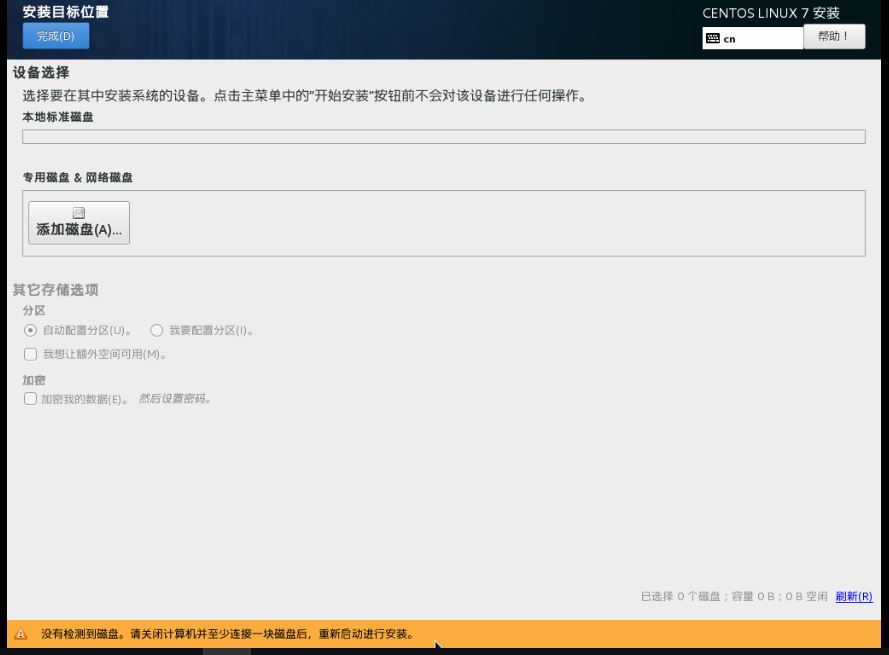 安装目标位置
CENTOS LINUX 7 安装
完成(D)
cn
帮助！
设备选择
选择要在其中安装系统的设备。点击主菜单中的"开始安装"按钮前不会对该设备进行任何操作。
本地标准磁盘
专用磁盘 & 网络磁盘
添加磁盘(A)...
其它存储选项
分区
自动配置分区(U)。 我要配置分区(I)。
我想让额外空间可用(M)。
加密
加密我的数据(E)。 然后设置密码。
已选择 0 个磁盘；容量 0 B；0 B 空闲 刷新(R)
没有检测到磁盘。请关闭计算机并至少连接一块磁盘后，重新启动进行安装。